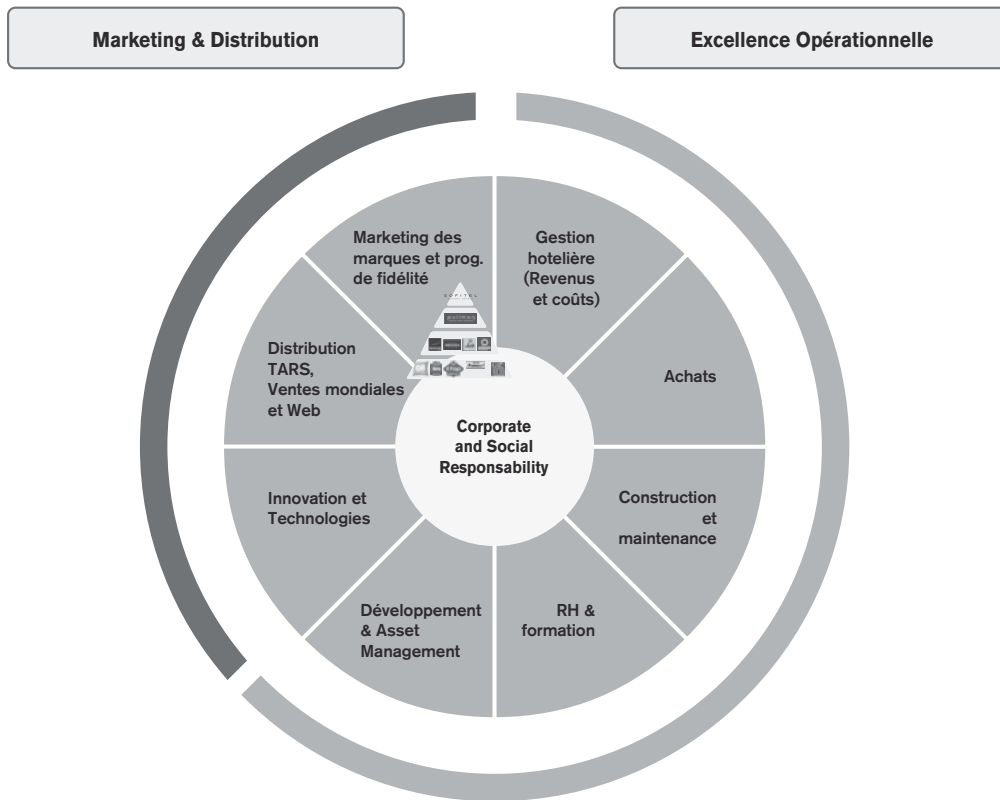 Marketing & Distribution
Excellence Opérationnelle
Marketing des
marques et prog.
de fidélité
SOFITEL
Gestion
hotelière
(Revenus
et coûts)
Distribution
TARS,
Ventes mondiales
et Web
Achats
Corporate
and Social
Responsability
Innovation et
Technologies
Construction
et
maintenance
Développement
& Asset
Management
RH &
formation